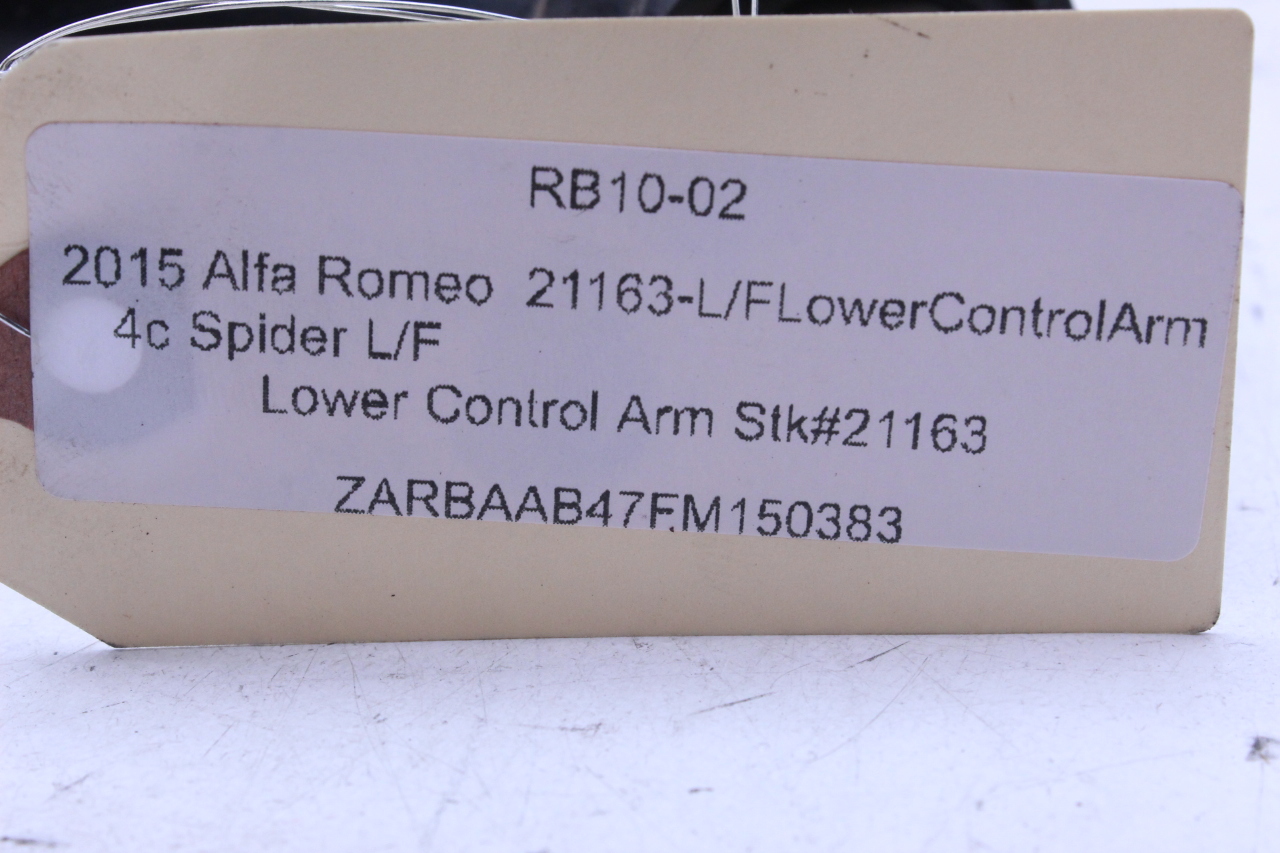 RB10-02
2015 Alfa Romeo 21163-L/FLowerControlArm
4c Spider L/F
Lower Control Arm Stk#21163
ZARBAAB47FM150383